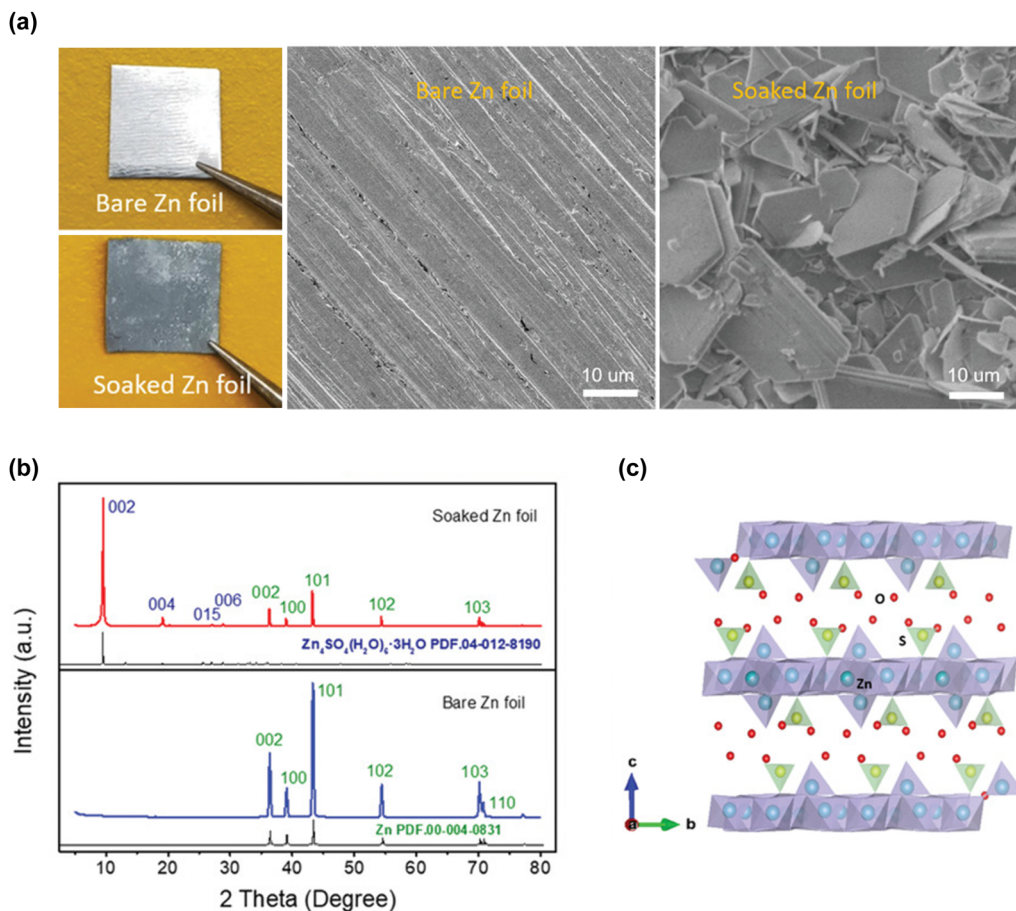 (a)
Bare Zn foil
Soaked Zn foil
Bare Zn foil
10 um
Soaked Zn foil
10 um
(b)
Intensity (a.u.)
002
004
015
006
002
100
101
102
103
Soaked Zn foil
Zn4SO4(H2O)6·3H2O PDF.04-012-8190
Bare Zn foil
002
100
101
102
103
110
Zn PDF.00-004-0831
10 20 30 40 50 60 70 80
2 Theta (Degree)
(c)
O
S
Zn
c
a
b